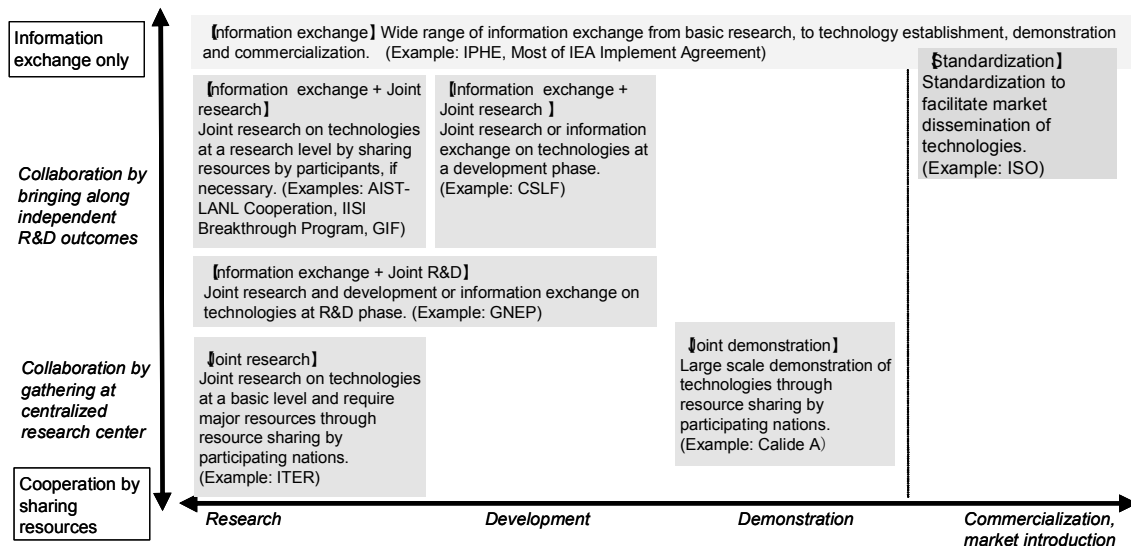 Information
exchange only
【Information exchange】Wide range of information exchange from basic research, to technology establishment, demonstration
and commercialization. (Example: IPHE, Most of IEA Implement Agreement)
【Information exchange + Joint
research】
Joint research on technologies
at a research level by sharing
resources by participants, if
necessary. (Examples: AIST-
LANL Cooperation, IISI
Breakthrough Program, GIF)
【Information exchange +
Joint research 】
Joint research or information
exchange on technologies at
a development phase.
(Example: CSLF)
【Standardization】
Standardization to
facilitate market
dissemination of
technologies.
(Example: ISO)
Collaboration by
bringing along
independent
R&D outcomes
【Information exchange + Joint R&D】
Joint research and development or information exchange on
technologies at R&D phase. (Example: GNEP)
Collaboration by
gathering at
centralized
research center
【Joint research】
Joint research on technologies
at a basic level and require
major resources through
resource sharing by
participating nations.
(Example: ITER)
【Joint demonstration】
Large scale demonstration of
technologies through
resource sharing by
participating nations.
(Example: Calide A）
Cooperation by
sharing
resources
Research
Development
Demonstration
Commercialization,
market introduction